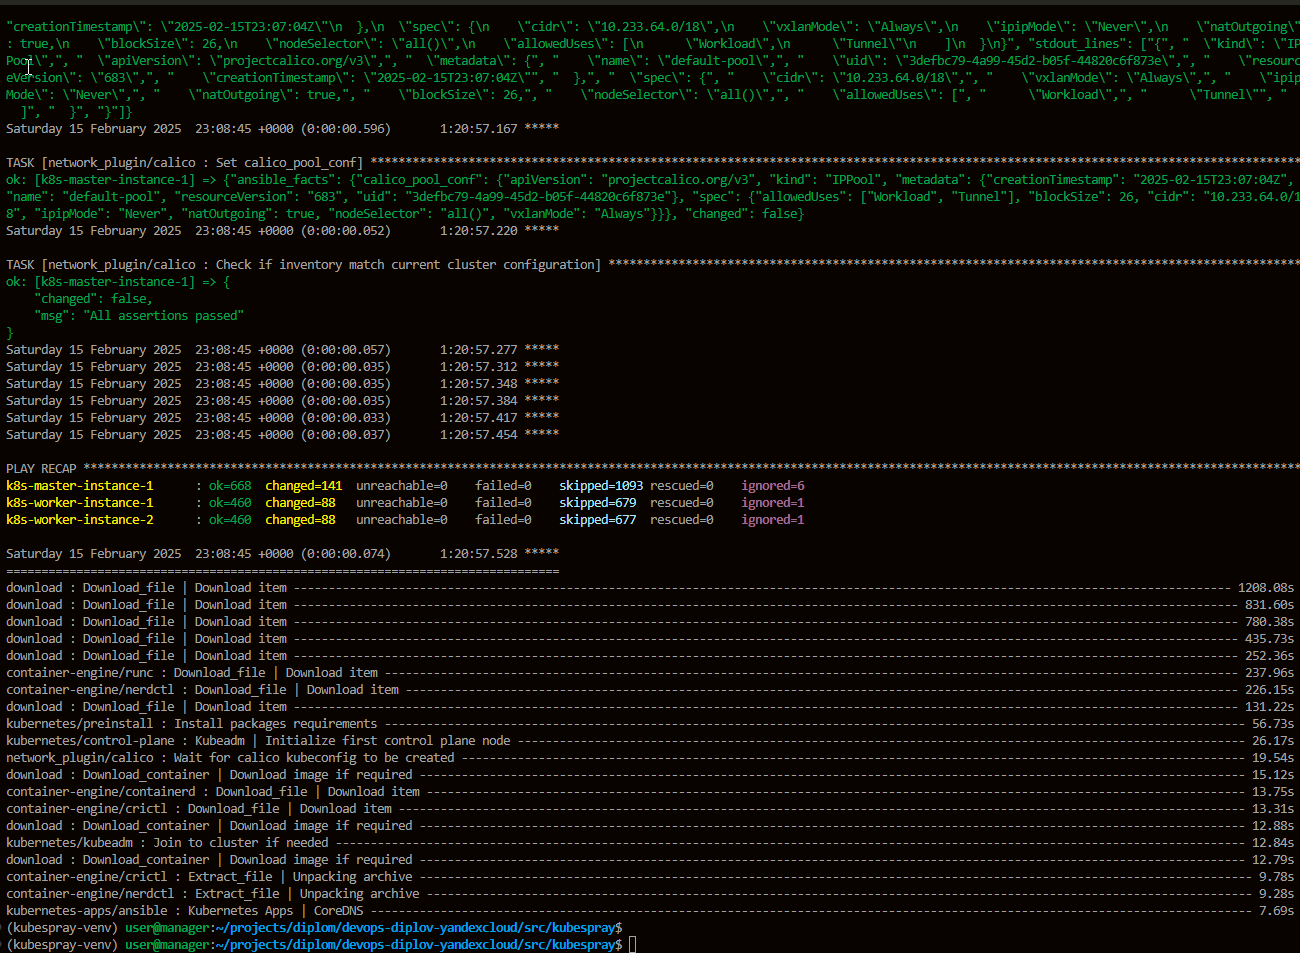 "creationTimestamp\": \"2025-02-15T23:07:04Z\"\n  },\n  \"spec\": {\n    \"cidr\": \"10.233.64.0/18\",\n    \"vxlanMode\": \"Always\",\n    \"ipipMode\": \"Never\",\n    \"natOutgoing\"
: true,\n    \"blockSize\": 26,\n    \"nodeSelector\": \"all()\",\n    \"allowedUses\": [\n      \"Workload\",\n      \"Tunnel\"\n    ]\n  }\n}", "stdout_lines": ["{", "  \"kind\": \"IP
Pool\",", "  \"apiVersion\": \"projectcalico.org/v3\",", "  \"metadata\": {", "    \"name\": \"default-pool\",", "    \"uid\": \"3defbc79-4a99-45d2-b05f-44820c6f873e\",", "    \"resourc
eVersion\": \"683\",", "    \"creationTimestamp\": \"2025-02-15T23:07:04Z\"", "  },", "  \"spec\": {", "    \"cidr\": \"10.233.64.0/18\",", "    \"vxlanMode\": \"Always\",", "    \"ipip
Mode\": \"Never\",", "    \"natOutgoing\": true,", "    \"blockSize\": 26,", "    \"nodeSelector\": \"all()\",", "    \"allowedUses\": [", "      \"Workload\",", "      \"Tunnel\"", "
  ]", "  }", "}"]}
Saturday 15 February 2025  23:08:45 +0000 (0:00:00.596)       1:20:57.167 *****
TASK [network_plugin/calico : Set calico_pool_conf] ************************************************************************************************************************************
ok: [k8s-master-instance-1] => {"ansible_facts": {"calico_pool_conf": {"apiVersion": "projectcalico.org/v3", "kind": "IPPool", "metadata": {"creationTimestamp": "2025-02-15T23:07:04Z",
"name": "default-pool", "resourceVersion": "683", "uid": "3defbc79-4a99-45d2-b05f-44820c6f873e"}, "spec": {"allowedUses": ["Workload", "Tunnel"], "blockSize": 26, "cidr": "10.233.64.0/1
8", "ipipMode": "Never", "natOutgoing": true, "nodeSelector": "all()", "vxlanMode": "Always"}}}, "changed": false}
Saturday 15 February 2025  23:08:45 +0000 (0:00:00.052)       1:20:57.220 *****
TASK [network_plugin/calico : Check if inventory match current cluster configuration] ***************************************************************************************************
ok: [k8s-master-instance-1] => {
    "changed": false,
    "msg": "All assertions passed"
}
Saturday 15 February 2025  23:08:45 +0000 (0:00:00.057)       1:20:57.277 *****
Saturday 15 February 2025  23:08:45 +0000 (0:00:00.035)       1:20:57.312 *****
Saturday 15 February 2025  23:08:45 +0000 (0:00:00.035)       1:20:57.348 *****
Saturday 15 February 2025  23:08:45 +0000 (0:00:00.035)       1:20:57.384 *****
Saturday 15 February 2025  23:08:45 +0000 (0:00:00.033)       1:20:57.417 *****
Saturday 15 February 2025  23:08:45 +0000 (0:00:00.037)       1:20:57.454 *****
PLAY RECAP *****************************************************************************************************************************************************************************
k8s-master-instance-1      : ok=668  changed=141  unreachable=0    failed=0    skipped=1093 rescued=0    ignored=6
k8s-worker-instance-1      : ok=460  changed=88   unreachable=0    failed=0    skipped=679  rescued=0    ignored=1
k8s-worker-instance-2      : ok=460  changed=88   unreachable=0    failed=0    skipped=677  rescued=0    ignored=1
Saturday 15 February 2025  23:08:45 +0000 (0:00:00.074)       1:20:57.528 *****
===============================================================================
download : Download_file | Download item ------------------------------------------------------------ 1208.08s
download : Download_file | Download item ------------------------------------------------------------ 831.60s
download : Download_file | Download item ------------------------------------------------------------ 780.38s
download : Download_file | Download item ------------------------------------------------------------ 435.73s
download : Download_file | Download item ------------------------------------------------------------ 252.36s
container-engine/runc : Download_file | Download item ------------------------------------------------------------ 237.96s
container-engine/nerdctl : Download_file | Download item ------------------------------------------------------------ 226.15s
download : Download_file | Download item ------------------------------------------------------------ 131.22s
kubernetes/preinstall : Install packages requirements ------------------------------------------------------------ 56.73s
kubernetes/control-plane : Kubeadm | Initialize first control plane node ------------------------------------------------------------ 26.17s
network_plugin/calico : Wait for calico kubeconfig to be created ------------------------------------------------------------ 19.54s
download : Download_container | Download image if required ------------------------------------------------------------ 15.12s
container-engine/containerd : Download_file | Download item ------------------------------------------------------------ 13.75s
container-engine/crictl : Download_file | Download item ------------------------------------------------------------ 13.31s
download : Download_container | Download image if required ------------------------------------------------------------ 12.88s
kubernetes/kubeadm : Join to cluster if needed ------------------------------------------------------------ 12.84s
download : Download_container | Download image if required ------------------------------------------------------------ 12.79s
container-engine/crictl : Extract_file | Unpacking archive ------------------------------------------------------------ 9.78s
container-engine/nerdctl : Extract_file | Unpacking archive ------------------------------------------------------------ 9.28s
kubernetes-apps/ansible : Kubernetes Apps | CoreDNS ------------------------------------------------------------ 7.69s
(kubespray-venv) user@manager:~/projects/diplom/devops-diplov-yandexcloud/src/kubespray$
(kubespray-venv) user@manager:~/projects/diplom/devops-diplov-yandexcloud/src/kubespray$